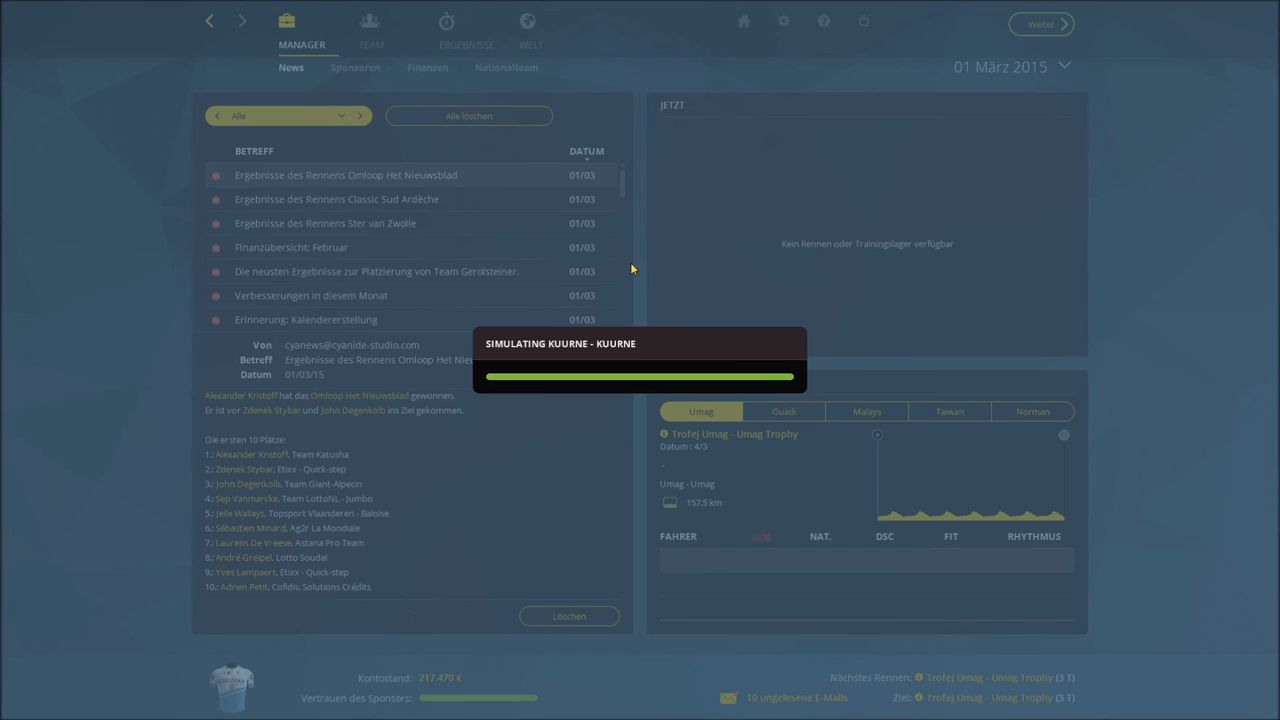 MANAGER
TEAM
ERGEBNISSE
WELT
Weiter
News
Sponsoren
Finanzen
Nationalteam
01 März 2015
Alle
Alle löschen
BETREFF
DATUM
Ergebnisse des Rennens Omloop Het Nieuwsblad 01/03
Ergebnisse des Rennens Classic Sud Ardèche 01/03
Ergebnisse des Rennens Ster van Zwolle 01/03
Finanzübersicht: Februar 01/03
Die neusten Ergebnisse zur Platzierung von Team Gerolsteiner. 01/03
Verbesserungen in diesem Monat 01/03
Erinnerung: Kalendererstellung 01/03
Von cyanews@cyanide-studio.com
Betreff Ergebnisse des Rennens Omloop Het
Datum 01/03/15
Alexander Kristoff hat das Omloop Het Nieuwsblad gewonnen.
Er ist vor Zdenek Stybar und John Degenkolb ins Ziel gekommen.
Die ersten 10 Plätze:
1.: Alexander Kristoff, Team Katusha
2.: Zdenek Stybar, Etixx - Quick-step
3.: John Degenkolb, Team Giant-Alpecin
4.: Sep Vanmarcke, Team LottoNL - Jumbo
5.: Jelle Wallays, Topsport Vlaanderen - Baloise
6.: Sébastien Minard, Ag2r La Mondiale
7.: Laurens De Vreese, Astana Pro Team
8.: André Greipel, Lotto Soudal
9.: Yves Lampaert, Etixx - Quick-step
10.: Adrien Petit, Cofidis, Solutions Crédits
Löschen
JETZT
Kein Rennen oder Trainingslager verfügbar
SIMULATING KUURNE - KUURNE
Umag
Guadi
Malays
Taiwan
Norman
Trofej Umag - Umag Trophy
Datum : 4/3
-
Umag - Umag
157.5 km
FAHRER
NAT.
DSC
FIT
RHYTHMUS
Kontostand: 217.470 €
Vertrauen des Sponsors:
10 ungelesene E-Mails
Nächstes Rennen: Trofej Umag - Umag Trophy (3 T)
Ziel: Trofej Umag - Umag Trophy (3 T)